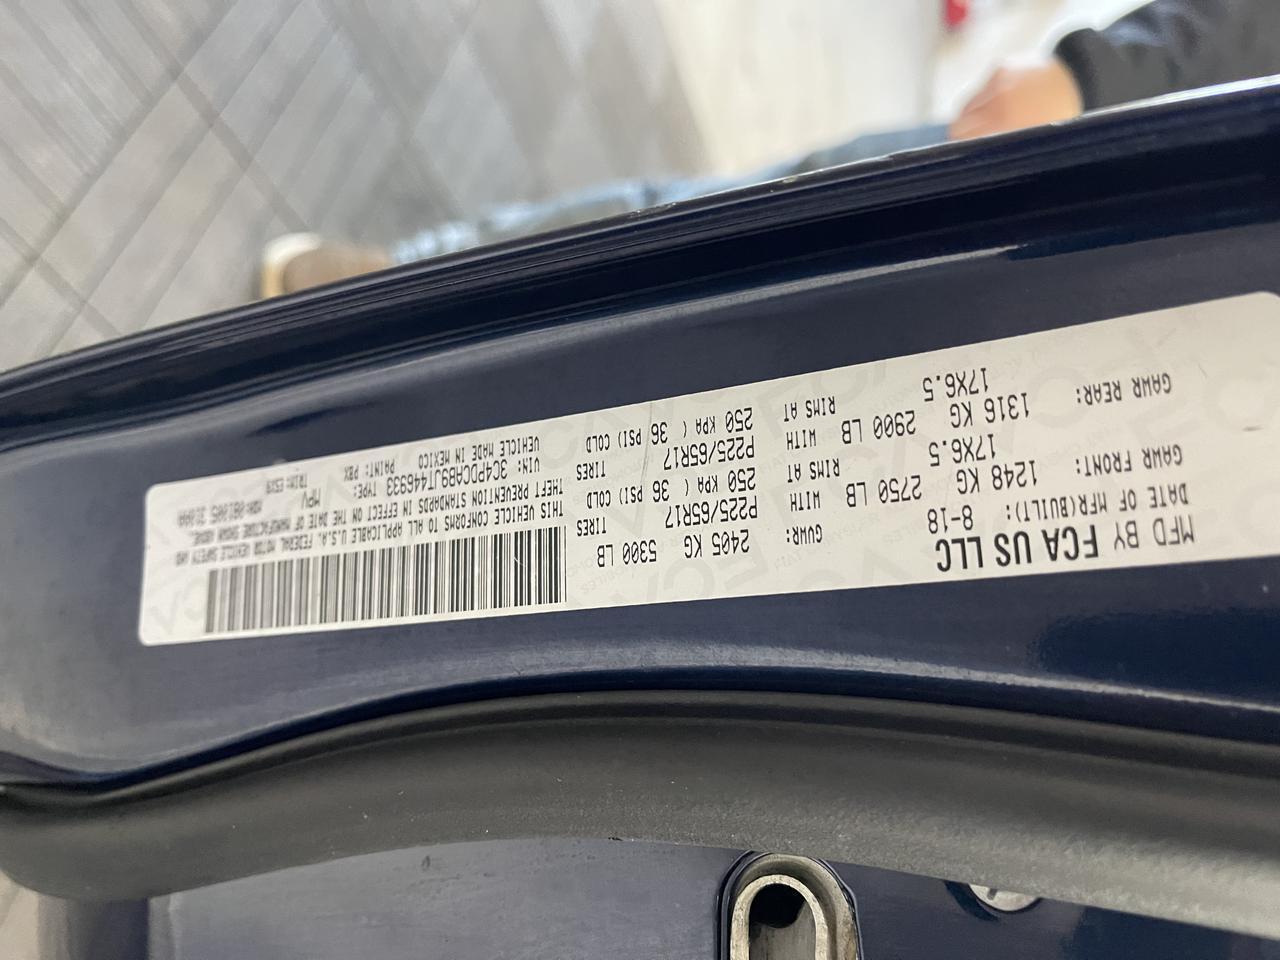 MFD BY FCA US LLC
DATE OF MFR(BUILT): 8-18 GVWR: 2405 KG 5300 LB
GAWR FRONT: 1248 KG 2750 LB WITH P225/65R17 TIRES
17X6.5 RIMS AT 250 KPA ( 36 PSI) COLD
GAWR REAR: 1316 KG 2900 LB WITH P225/65R17 TIRES
17X6.5 RIMS AT 250 KPA ( 36 PSI) COLD
THIS VEHICLE CONFORMS TO ALL APPLICABLE U.S.A. FEDERAL MOTOR VEHICLE SAFETY AND
THEFT PREVENTION STANDARDS IN EFFECT ON THE DATE OF MANUFACTURE SHOWN ABOVE.
VIN: 3C4PDCAB9JT446933 TYPE: MPV
VEHICLE MADE IN MEXICO PAINT: PBX